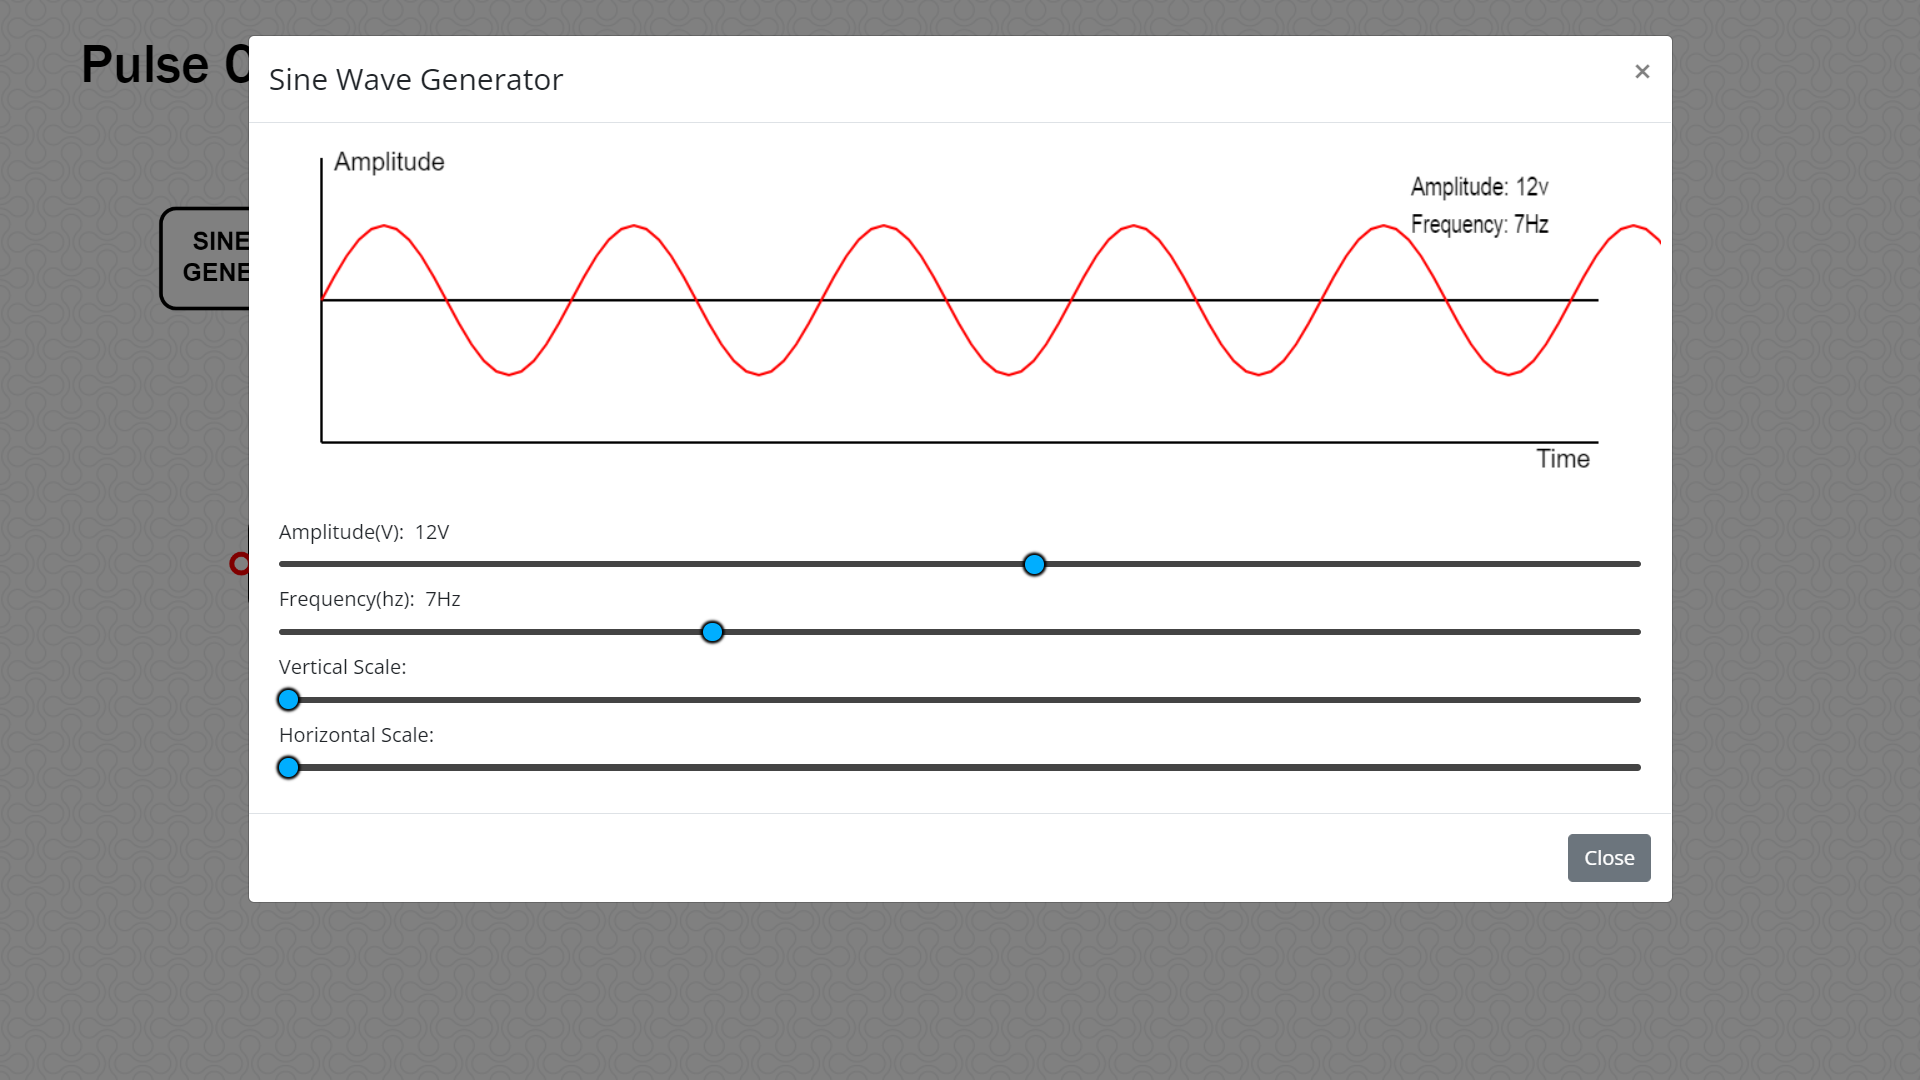 Pulse
Sine Wave Generator
×
Amplitude
Amplitude: 12v
Frequency: 7Hz
SINE
GENE
Time
Amplitude(V): 12V
Frequency(hz): 7Hz
Vertical Scale:
Horizontal Scale:
Close